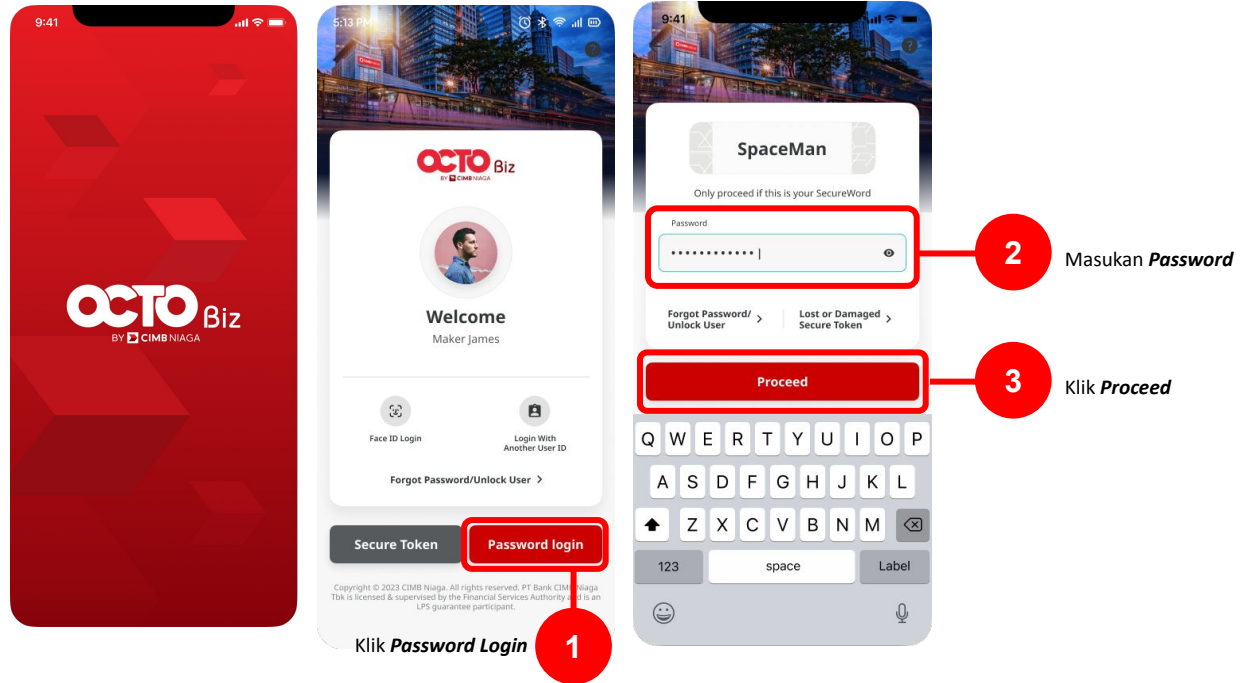 9:41
OCTO Biz
BY CIMB NIAGA
5:13 PM
OCTO Biz
BY CIMB NIAGA
Welcome
Maker James
Face ID Login
Login With
Another User ID
Forgot Password/Unlock User >
Secure Token
Password login
Copyright © 2023 CIMB Niaga. All rights reserved. PT Bank CIMB Niaga
Tbk is licensed & supervised by the Financial Services Authority and is an
LPS guarantee participant.
Klik Password Login
1
9:41
?
SpaceMan
Only proceed if this is your SecureWord
Password
••••••••••••|
Forgot Password/
Unlock User >
Lost or Damaged
Secure Token >
Proceed
Q W E R T Y U I O P
A S D F G H J K L
Z X C V B N M
123 space Label
2
Masukan Password
3
Klik Proceed